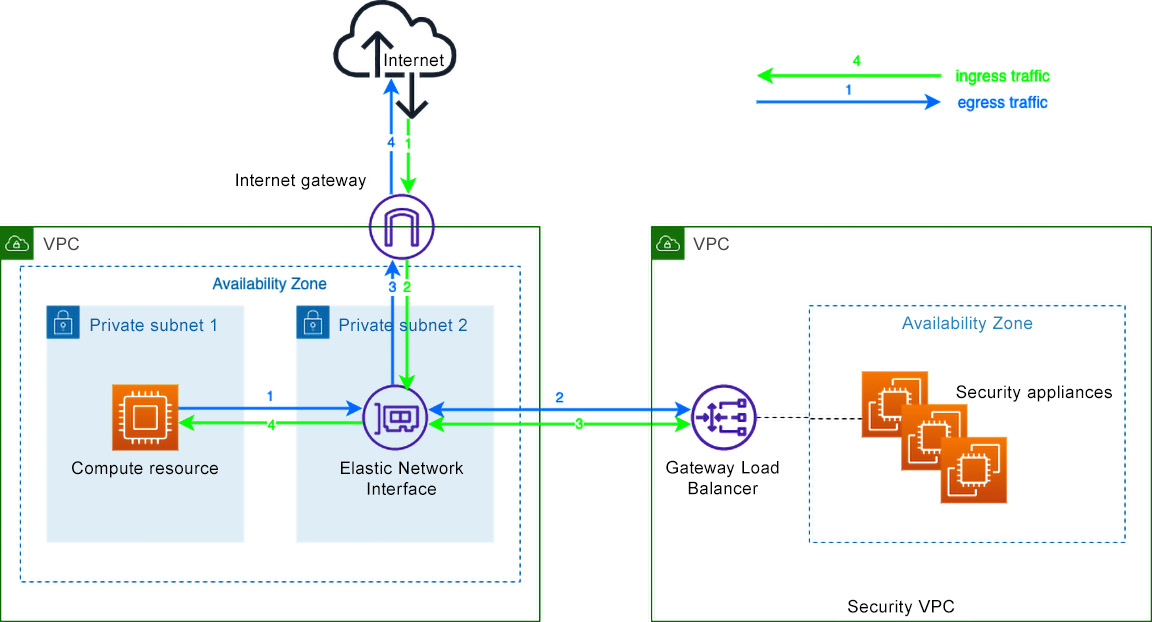 Internet
4
ingress traffic
1
egress traffic
4 1
Internet gateway
VPC
VPC
Availability Zone
3 2
Private subnet 1
Private subnet 2
Availability Zone
Security appliances
1
2
4
3
Compute resource
Elastic Network
Interface
Gateway Load
Balancer
Security VPC